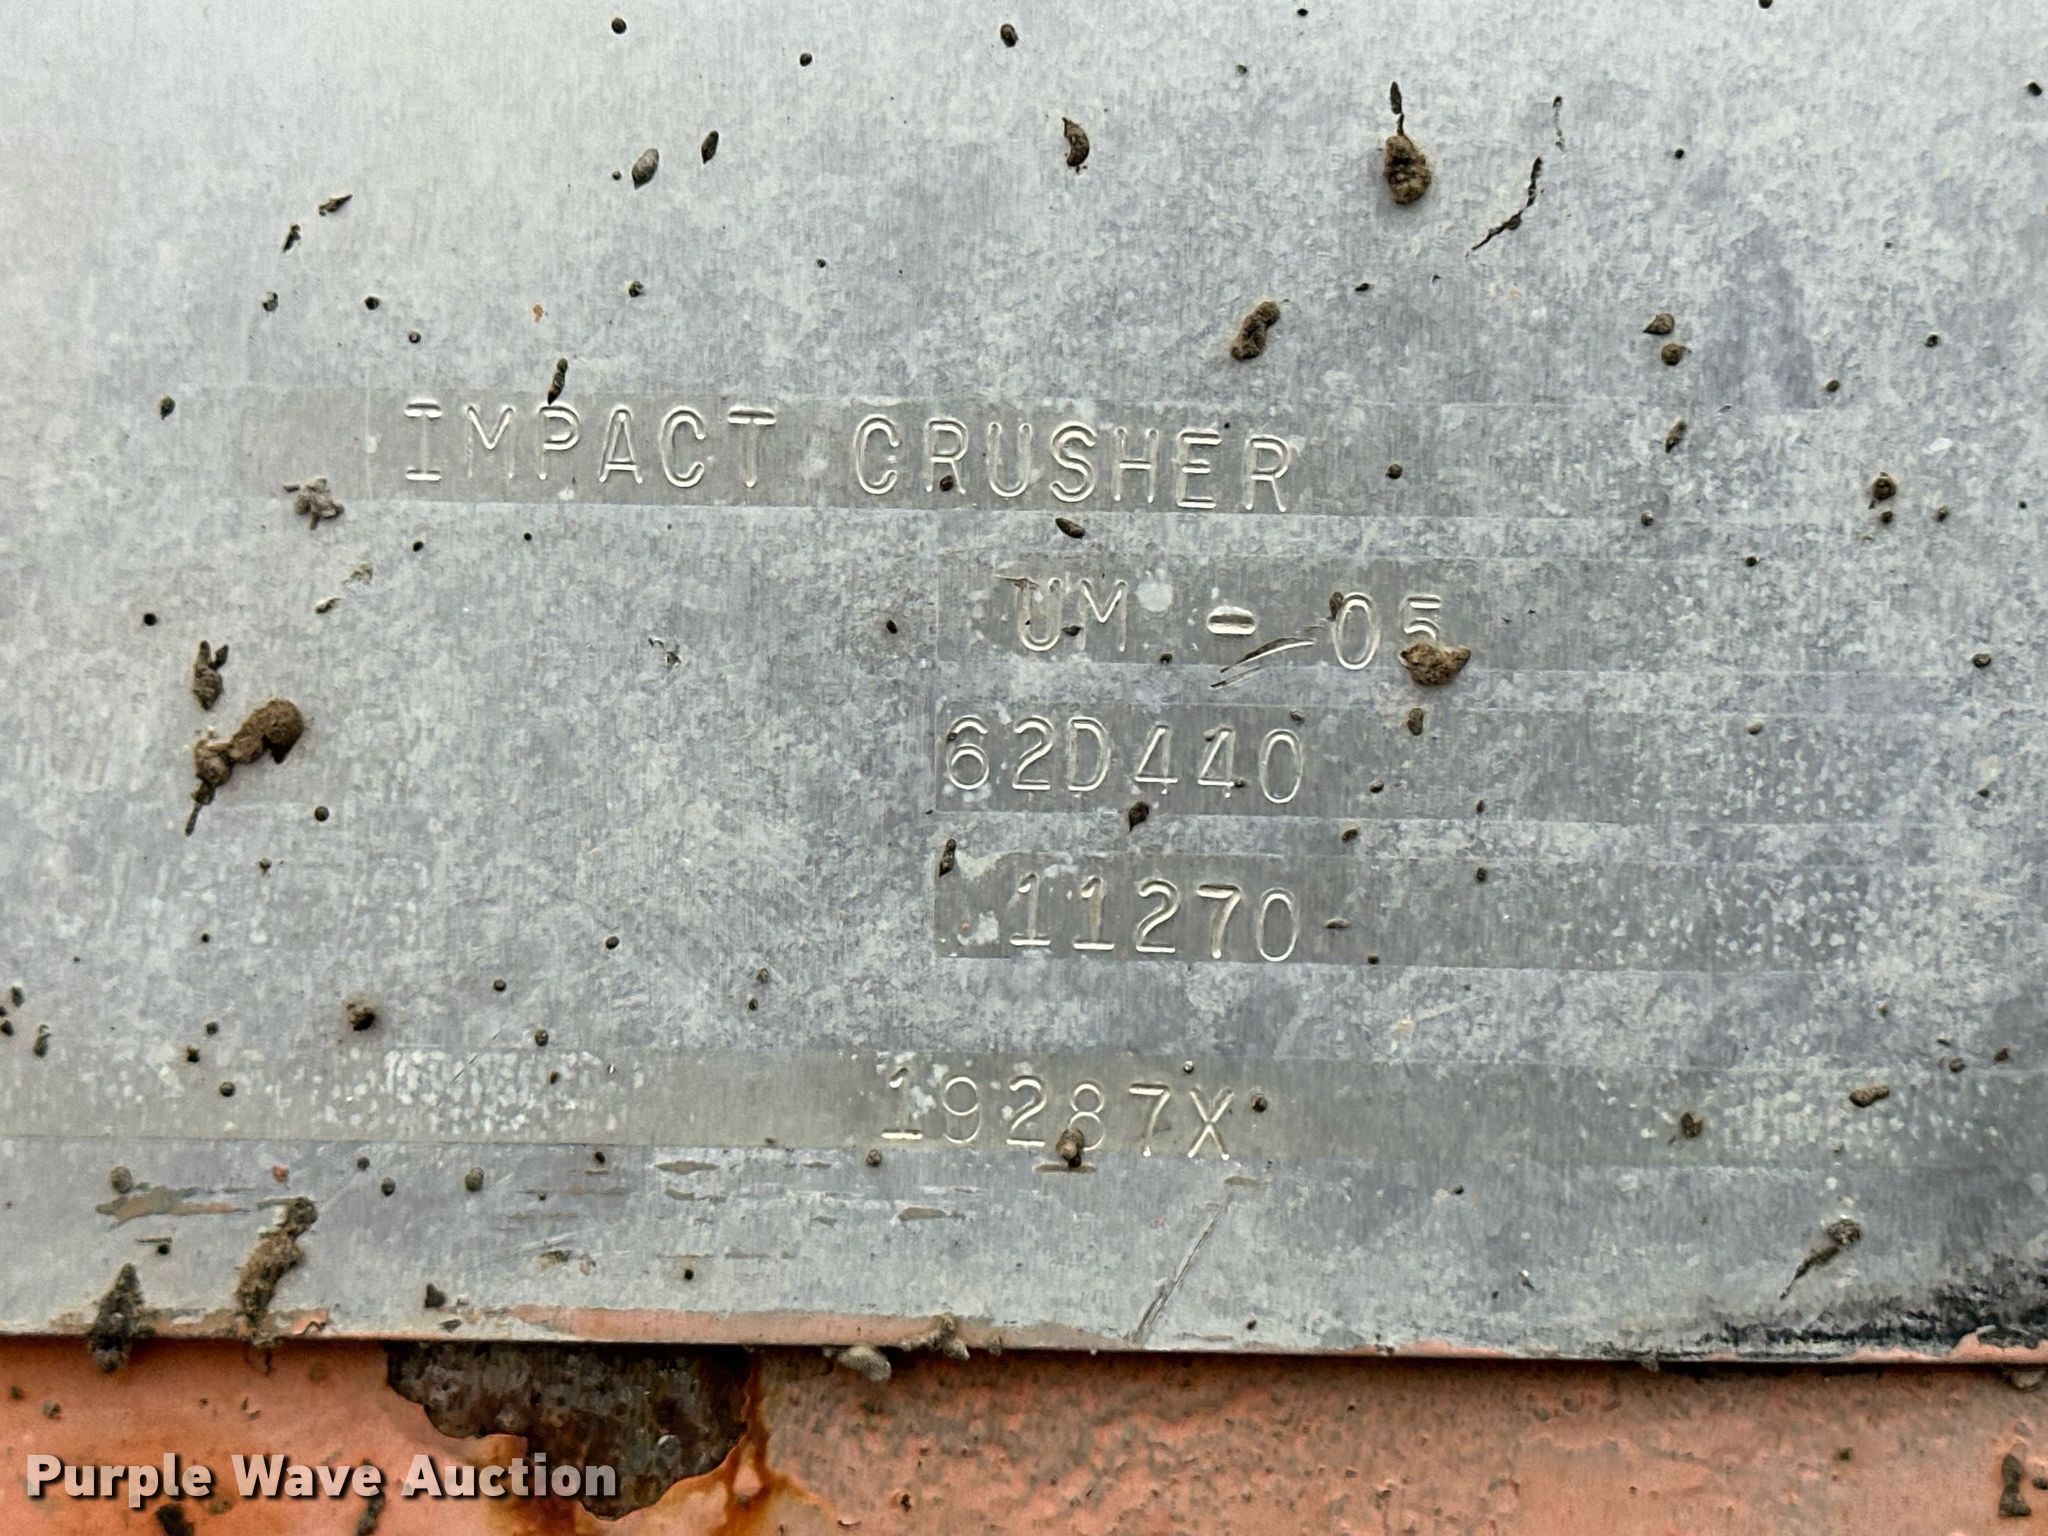 IMPACT CRUSHER
UM - 05
62D440
11270
19287X
Purple Wave Auction